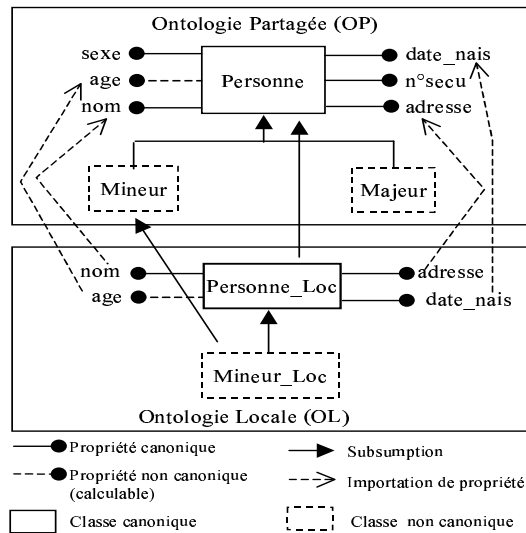 Ontologie Partagée (OP)
sexe
age
nom
Personne
date_nais
n°secu
adresse
Mineur
Majeur
nom
age
Personne_Loc
adresse
date_nais
Mineur_Loc
Ontologie Locale (OL)
Propriété canonique
Subsumption
Propriété non canonique
(calculable)
Importation de propriété
Classe canonique
Classe non canonique